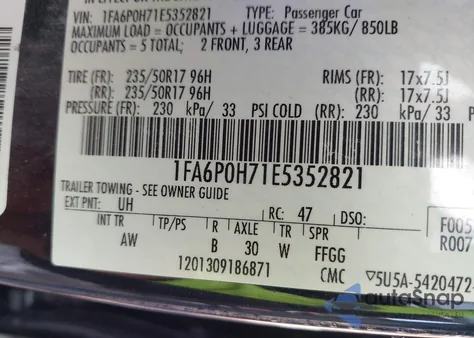 VIN: 1FA6P0H71E5352821 TYPE: Passenger Car
MAXIMUM LOAD = OCCUPANTS + LUGGAGE = 385KG/ 850LB
OCCUPANTS = 5 TOTAL; 2 FRONT, 3 REAR
TIRE (FR): 235/50R17 96H RIMS (FR): 17x7.5J
(RR): 235/50R17 96H (RR): 17x7.5J
PRESSURE (FR): 230 kPa/ 33 PSI COLD (RR): 230 kPa/ 33
1FA6P0H71E5352821
TRAILER TOWING - SEE OWNER GUIDE
EXT PNT: UH RC: 47 DSO: F005
INT TR TP/PS R AXLE TR SPR R007
AW B 30 W FFGG
1201309186871 CMC ▽5U5A-5420472-
autoSnap